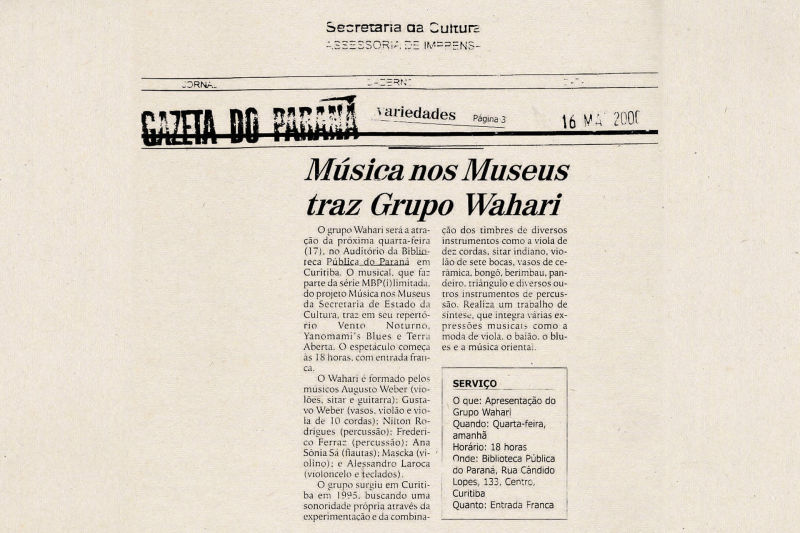 Secretaria da Cultura
ASSESSORIA DE IMPRENSA
JORNAL CADERNO DATA
GAZETA DO PARANÁ Variedades Página 3 16 MAI 2000
Música nos Museus
traz Grupo Wahari
O grupo Wahari será a atra-
ção da próxima quarta-feira
(17), no Auditório da Biblio-
teca Pública do Paraná em
Curitiba. O musical, que faz
parte da série MBP(i)limitada,
do projeto Música nos Museus
da Secretaria de Estado da
Cultura, traz em seu repertó-
rio Vento Noturno,
Yanomami's Blues e Terra
Aberta. O espetáculo começa
às 18 horas, com entrada fran-
ca.
O Wahari é formado pelos
músicos Augusto Weber (vio-
lões, sitar e guitarra); Gusta-
vo Weber (vasos, violão e vio-
la de 10 cordas); Nilton Ro-
drigues (percussão); Frederi-
co Ferraz (percussão); Ana
Sônia Sá (flautas); Mascka (vi-
olino); e Alessandro Laroca
(violoncelo e teclados).
O grupo surgiu em Curiti-
ba em 1995, buscando uma
sonoridade própria através da
experimentação e da combina-
ção dos timbres de diversos
instrumentos como a viola de
dez cordas, sitar indiano, vio-
lão de sete bocas, vasos de ce-
râmica, bongô, berimbau, pan-
deiro, triângulo e diversos ou-
tros instrumentos de percus-
são. Realiza um trabalho de
síntese, que integra várias ex-
pressões musicais como a
moda de viola, o baião, o blu-
es e a música oriental.
SERVIÇO
O que: Apresentação do
Grupo Wahari
Quando: Quarta-feira,
amanhã
Horário: 18 horas
Onde: Biblioteca Pública
do Paraná, Rua Cândido
Lopes, 133, Centro,
Curitiba
Quanto: Entrada Franca